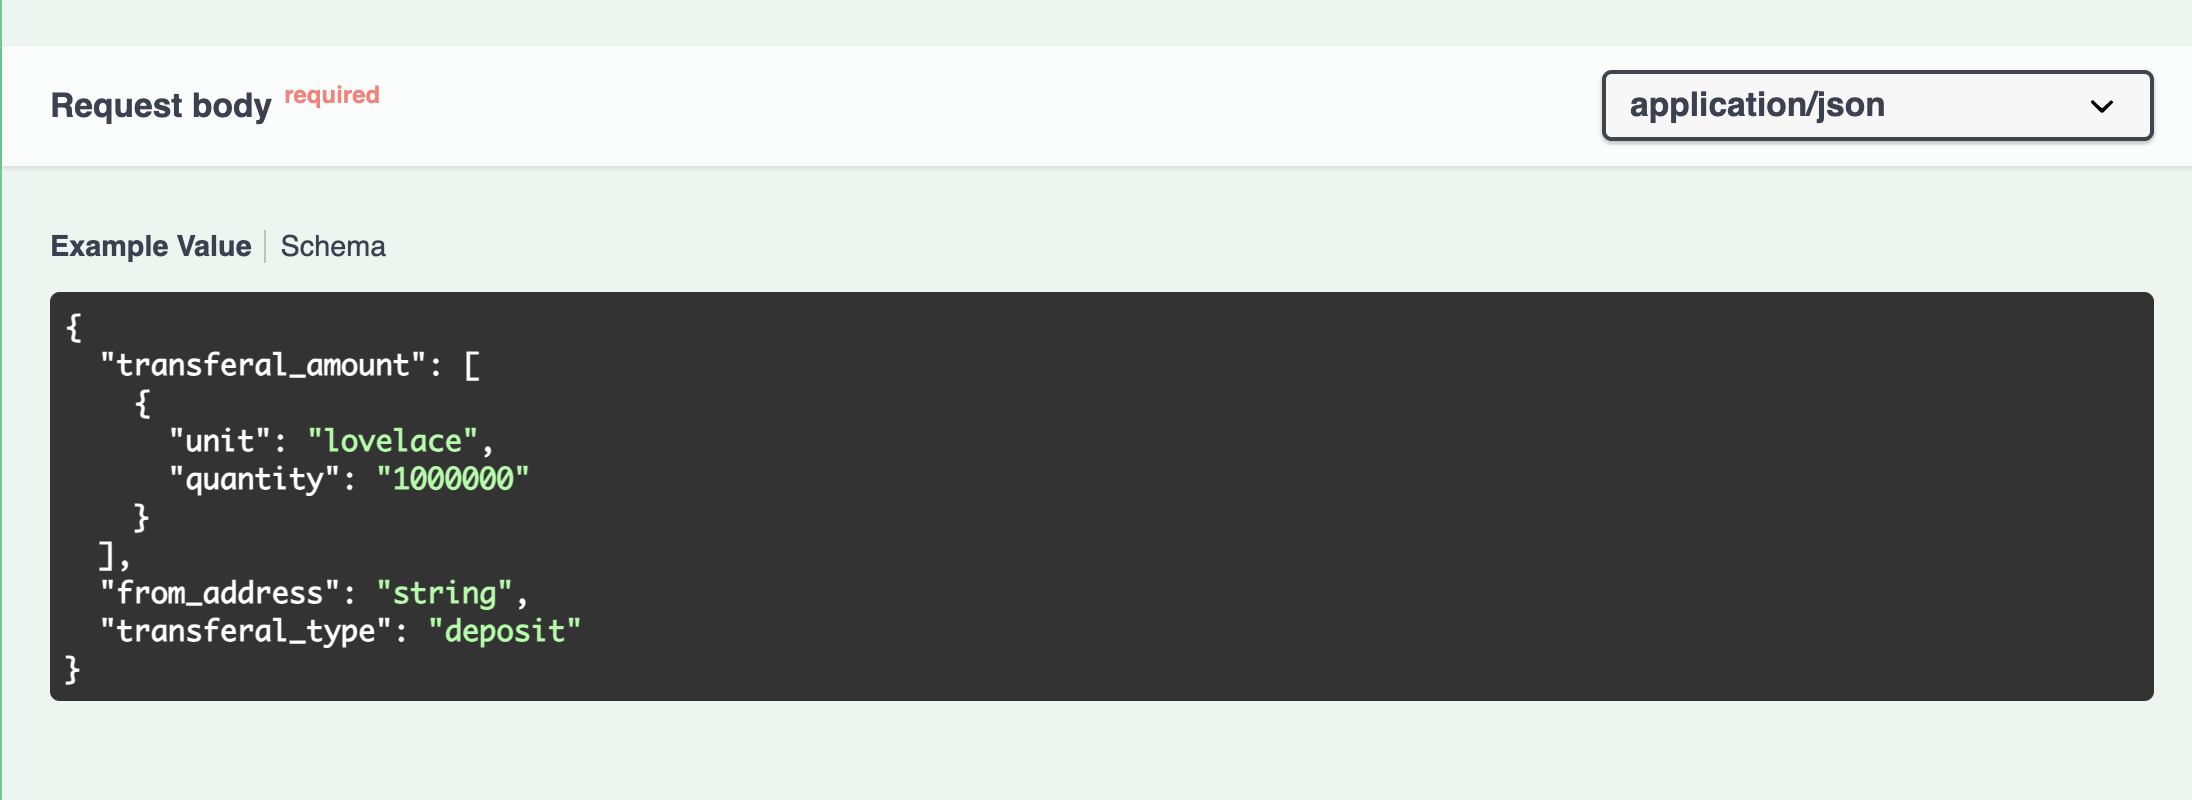 Request body required
application/json
Example Value
Schema
{
  "transferal_amount": [
    {
      "unit": "lovelace",
      "quantity": "1000000"
    }
  ],
  "from_address": "string",
  "transferal_type": "deposit"
}